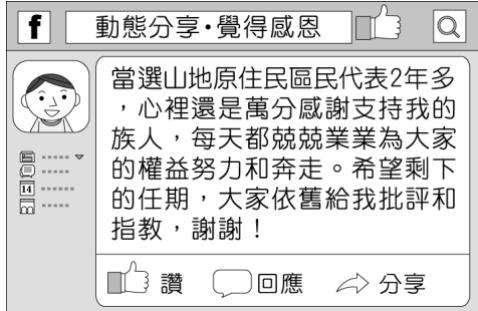 f 動態分享·覺得感恩
當選山地原住民區民代表2年多
，心裡還是萬分感謝支持我的
族人，每天都兢兢業業為大家
的權益努力和奔走。希望剩下
的任期，大家依舊給我批評和
指教，謝謝！
14
讚 回應 分享